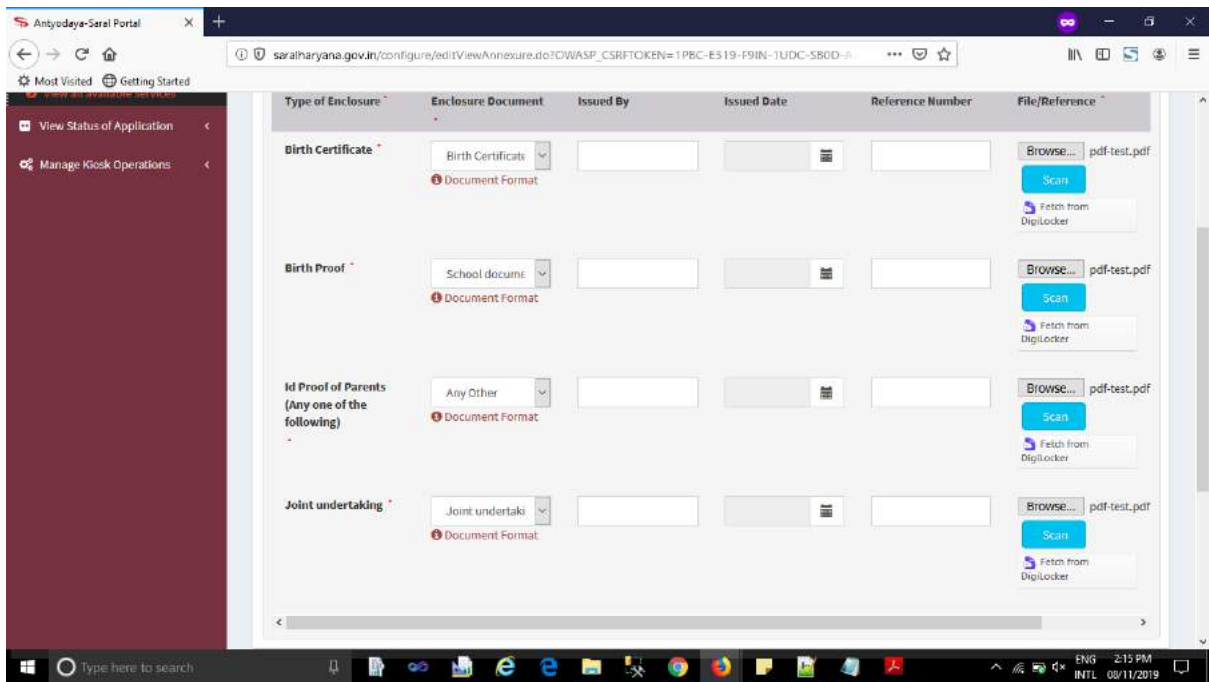 Antyodaya-Saral Portal
saralharyana.gov.in/configure/editViewAnnexure.do?OWASP_CSRFTOKEN=1PBC-E519-F9IN-1UDC-SB0D-
Most Visited Getting Started
View all available services
View Status of Application
Manage Kiosk Operations
Type of Enclosure * Enclosure Document * Issued By Issued Date Reference Number File/Reference *
Birth Certificate * Birth Certificate Browse... pdf-test.pdf
Document Format Scan
Fetch from
DigiLocker
Birth Proof * School docume Browse... pdf-test.pdf
Document Format Scan
Fetch from
DigiLocker
Id Proof of Parents
(Any one of the
following)
* Any Other Browse... pdf-test.pdf
Document Format Scan
Fetch from
DigiLocker
Joint undertaking * Joint undertaki Browse... pdf-test.pdf
Document Format Scan
Fetch from
DigiLocker
Type here to search
ENG 2:15 PM
INTL 08/11/2019